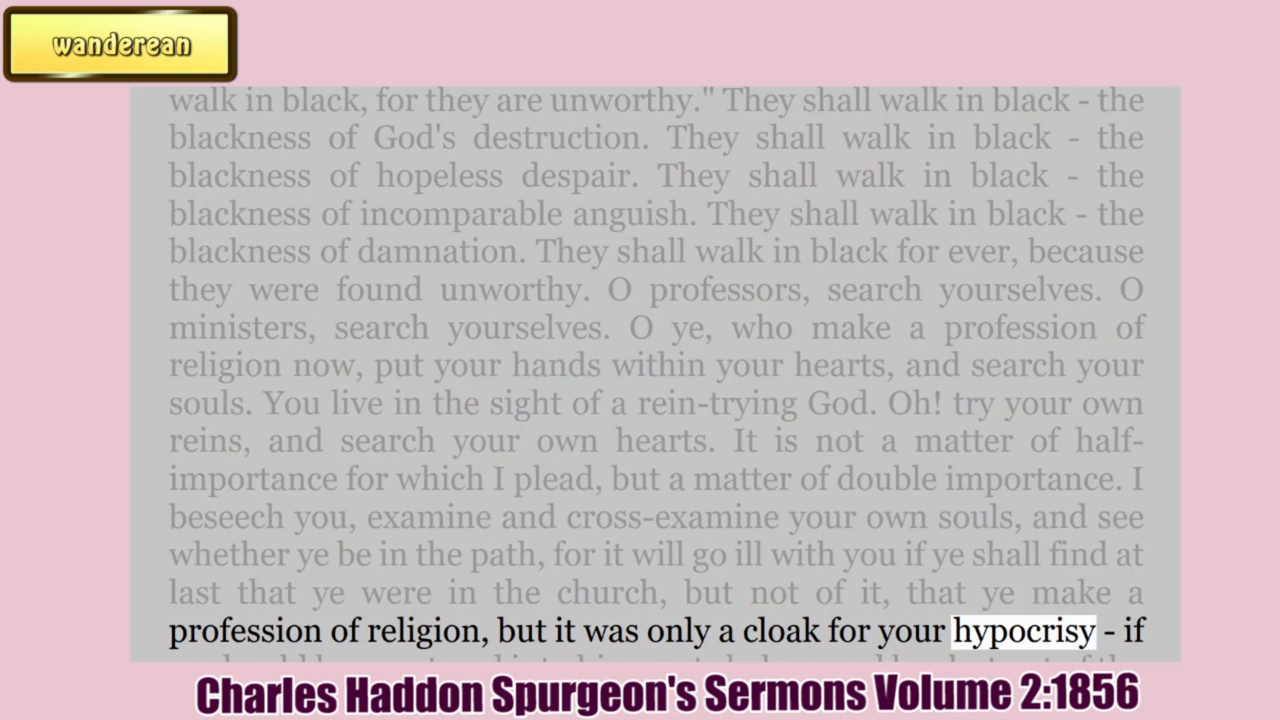 wanderean
walk in black, for they are unworthy." They shall walk in black - the
blackness of God's destruction. They shall walk in black - the
blackness of hopeless despair. They shall walk in black - the
blackness of incomparable anguish. They shall walk in black - the
blackness of damnation. They shall walk in black for ever, because
they were found unworthy. O professors, search yourselves. O
ministers, search yourselves. O ye, who make a profession of
religion now, put your hands within your hearts, and search your
souls. You live in the sight of a rein-trying God. Oh! try your own
reins, and search your own hearts. It is not a matter of half-
importance for which I plead, but a matter of double importance. I
beseech you, examine and cross-examine your own souls, and see
whether ye be in the path, for it will go ill with you if ye shall find at
last that ye were in the church, but not of it, that ye make a
profession of religion, but it was only a cloak for your hypocrisy - if
Charles Haddon Spurgeon's Sermons Volume 2:1856